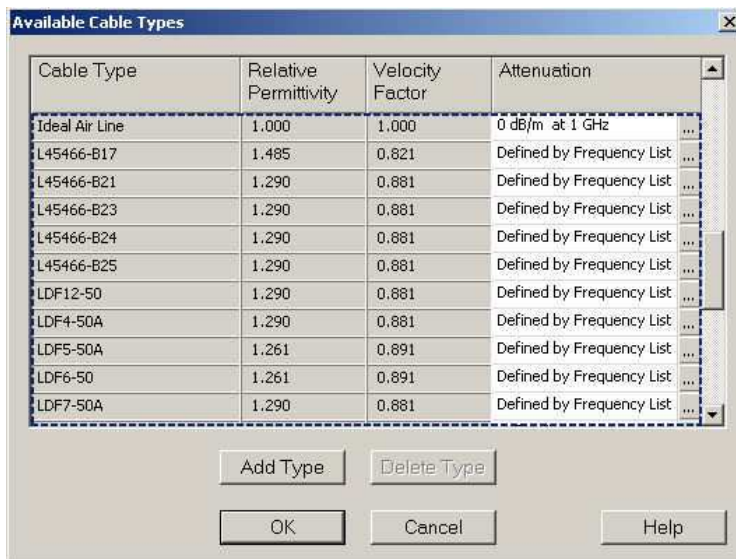 Available Cable Types
Cable Type Relative Permittivity Velocity Factor Attenuation
Ideal Air Line 1.000 1.000 0 dB/m at 1 GHz ...
L45466-B17 1.485 0.821 Defined by Frequency List ...
L45466-B21 1.290 0.881 Defined by Frequency List ...
L45466-B23 1.290 0.881 Defined by Frequency List ...
L45466-B24 1.290 0.881 Defined by Frequency List ...
L45466-B25 1.290 0.881 Defined by Frequency List ...
LDF12-50 1.290 0.881 Defined by Frequency List ...
LDF4-50A 1.290 0.881 Defined by Frequency List ...
LDF5-50A 1.261 0.891 Defined by Frequency List ...
LDF6-50 1.261 0.891 Defined by Frequency List ...
LDF7-50A 1.290 0.881 Defined by Frequency List ...
Add Type Delete Type
OK Cancel Help